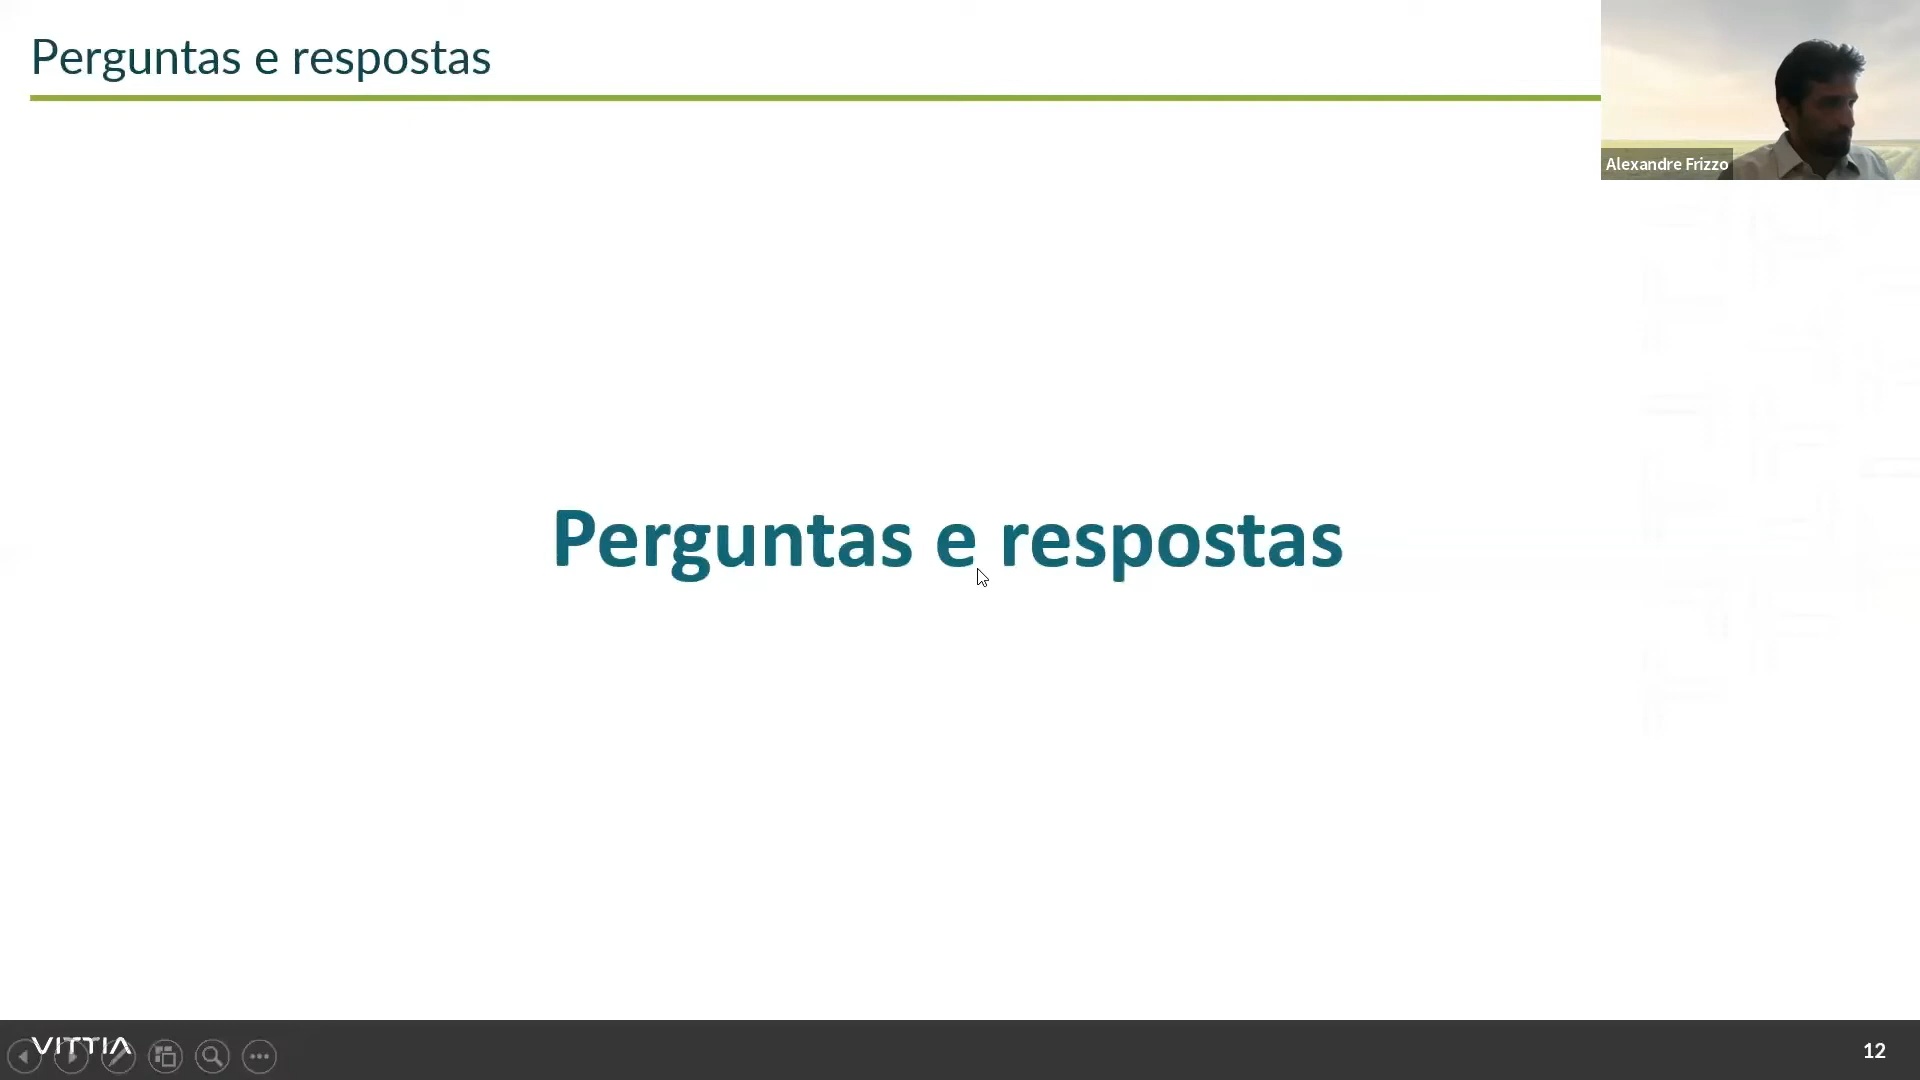 Perguntas e respostas
Alexandre Frizzo
Perguntas e respostas
VITTIA
12